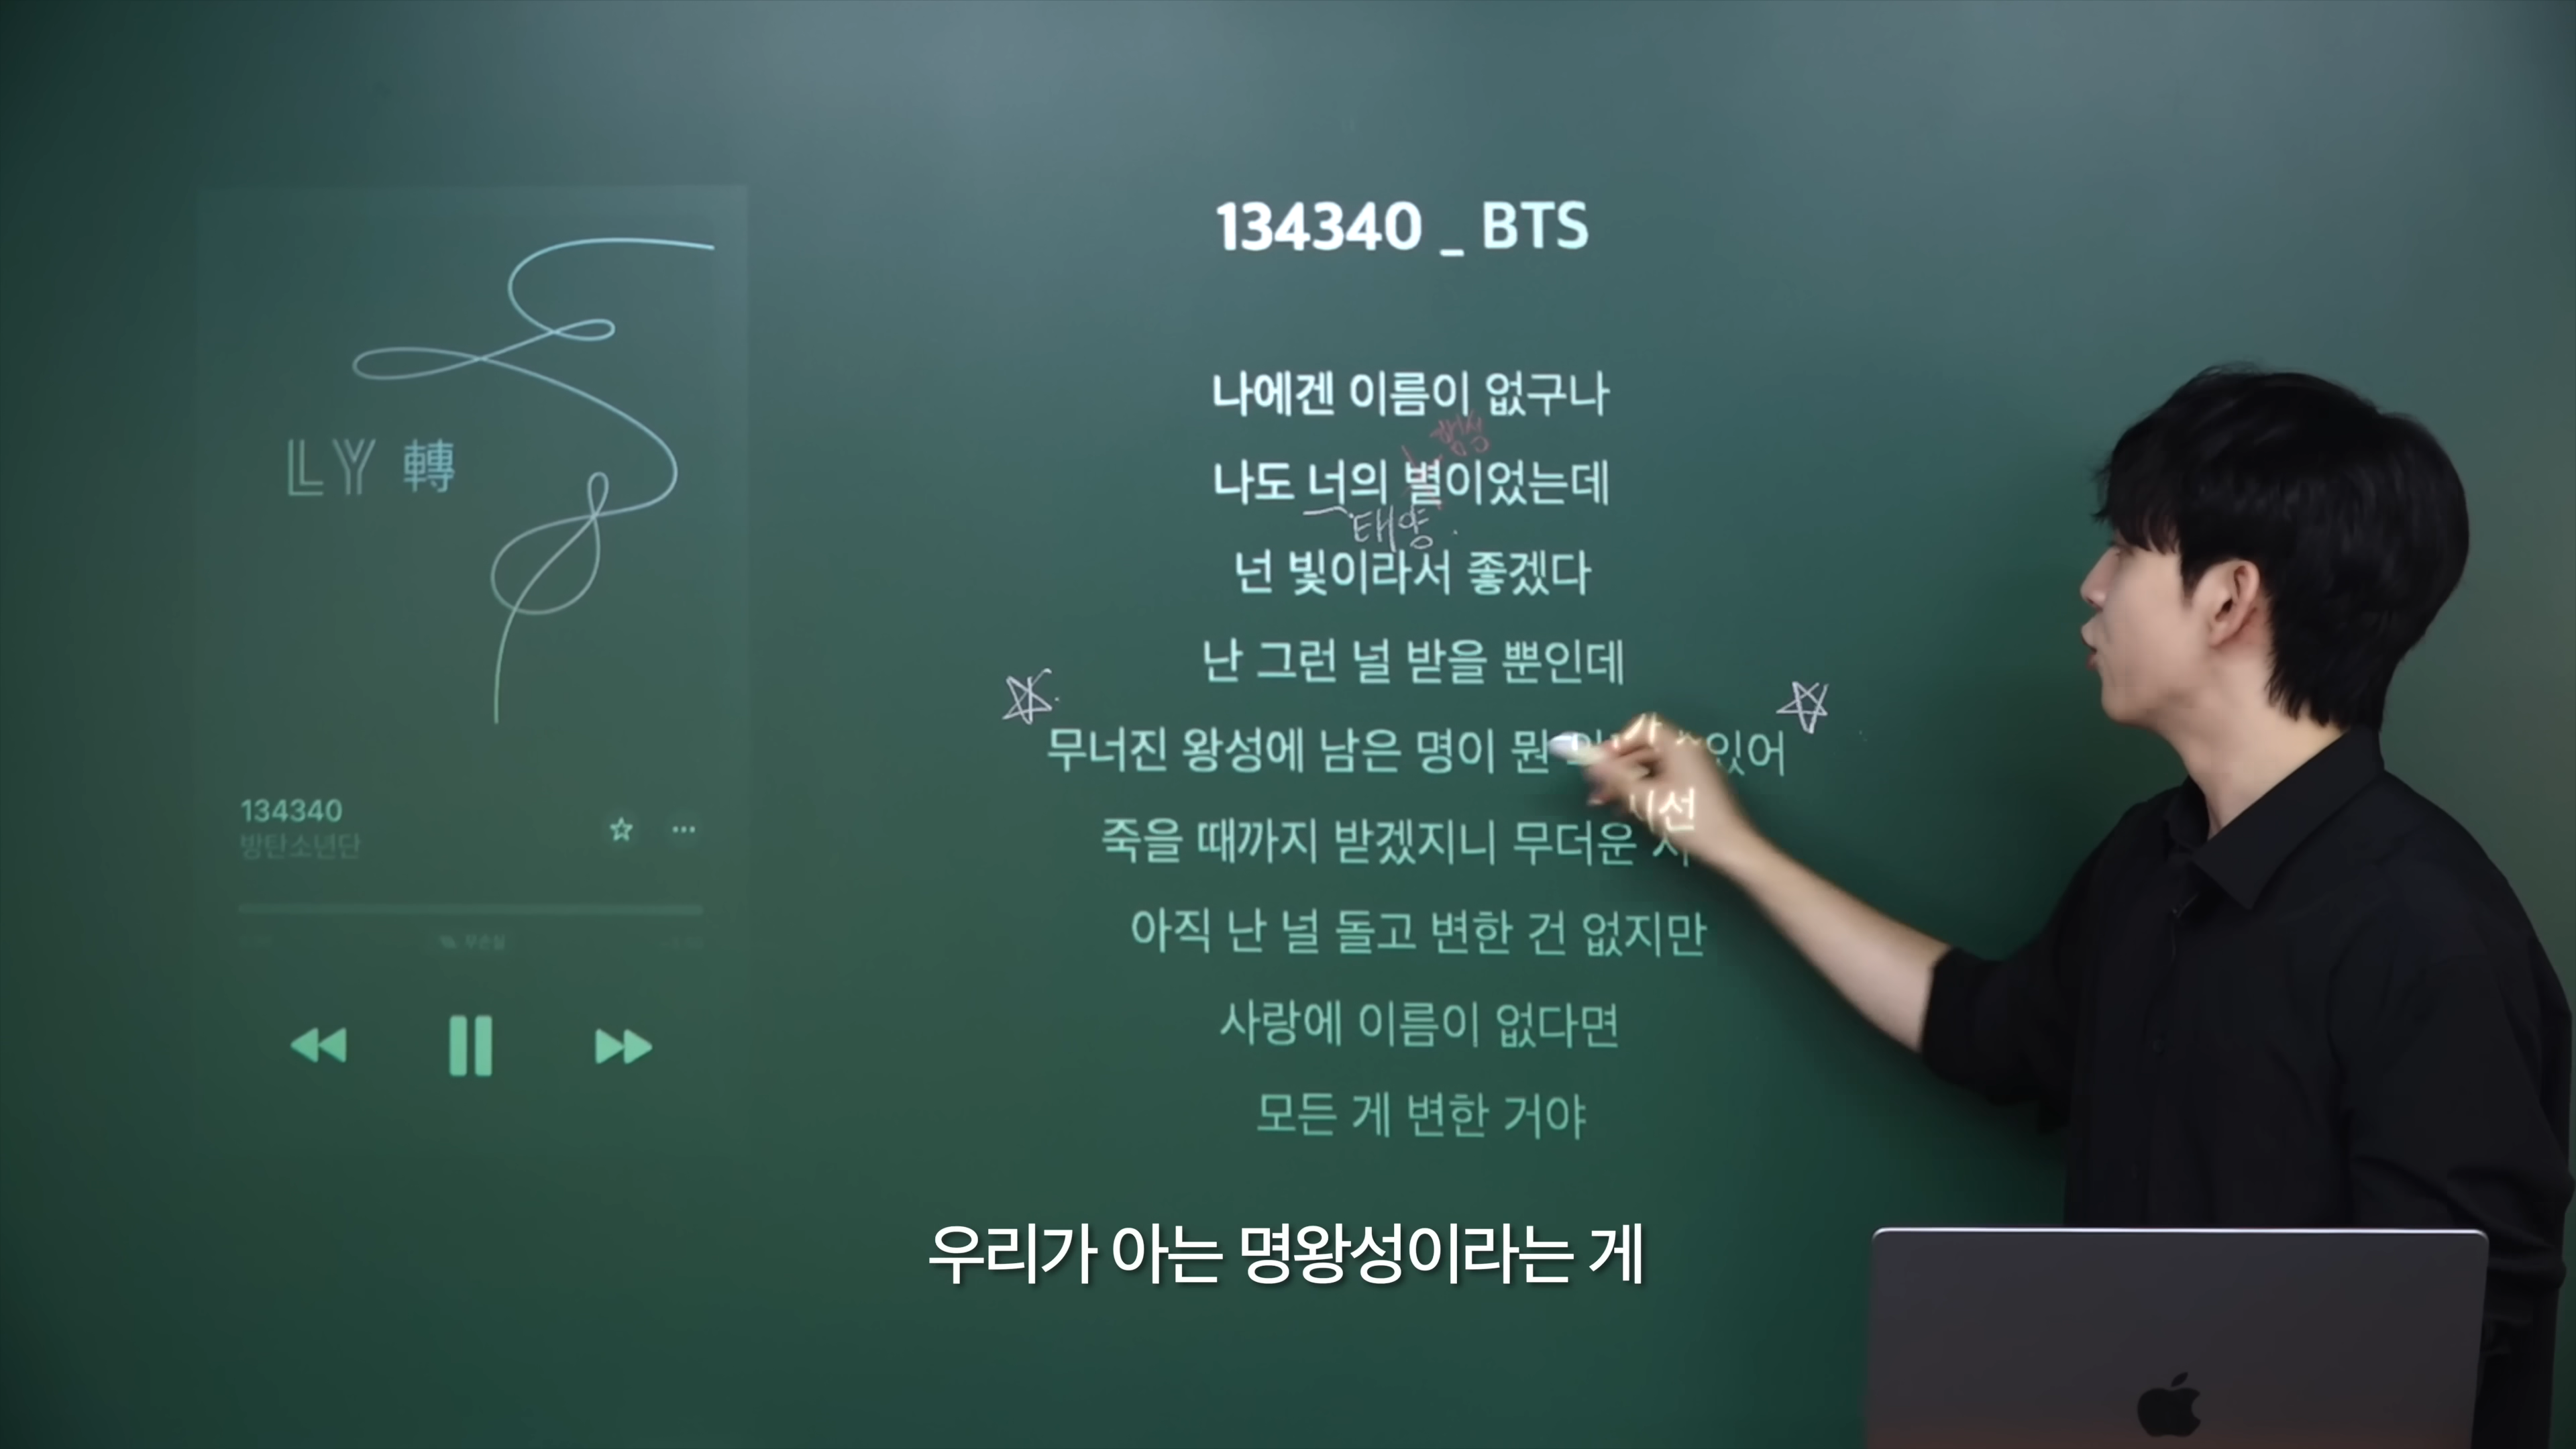 LY 轉
134340
방탄소년단
무손실
134340 _ BTS
나에겐 이름이 없구나
행성
나도 너의 별이었는데
태양
넌 빛이라서 좋겠다
난 그런 널 받을 뿐인데
무너진 왕성에 남은 명이 뭔 있어
죽을 때까지 받겠지니 무더운 시선
아직 난 널 돌고 변한 건 없지만
사랑에 이름이 없다면
모든 게 변한 거야
우리가 아는 명왕성이라는 게